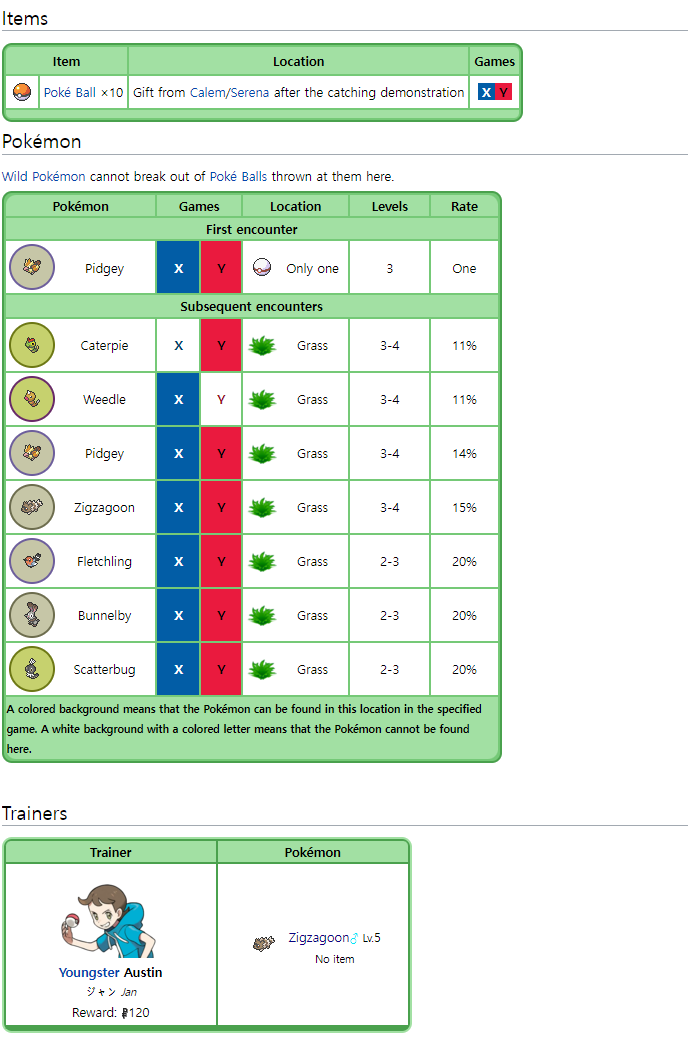 Items
Item Location Games
Poké Ball ×10 Gift from Calem/Serena after the catching demonstration X Y
Pokémon
Wild Pokémon cannot break out of Poké Balls thrown at them here.
Pokémon Games Location Levels Rate
First encounter
Pidgey X Y Only one 3 One
Subsequent encounters
Caterpie X Y Grass 3-4 11%
Weedle X Y Grass 3-4 11%
Pidgey X Y Grass 3-4 14%
Zigzagoon X Y Grass 3-4 15%
Fletchling X Y Grass 2-3 20%
Bunnelby X Y Grass 2-3 20%
Scatterbug X Y Grass 2-3 20%
A colored background means that the Pokémon can be found in this location in the specified
game. A white background with a colored letter means that the Pokémon cannot be found
here.
Trainers
Trainer Pokémon
Zigzagoon♂ Lv.5
No item
Youngster Austin
ジャン Jan
Reward: 120